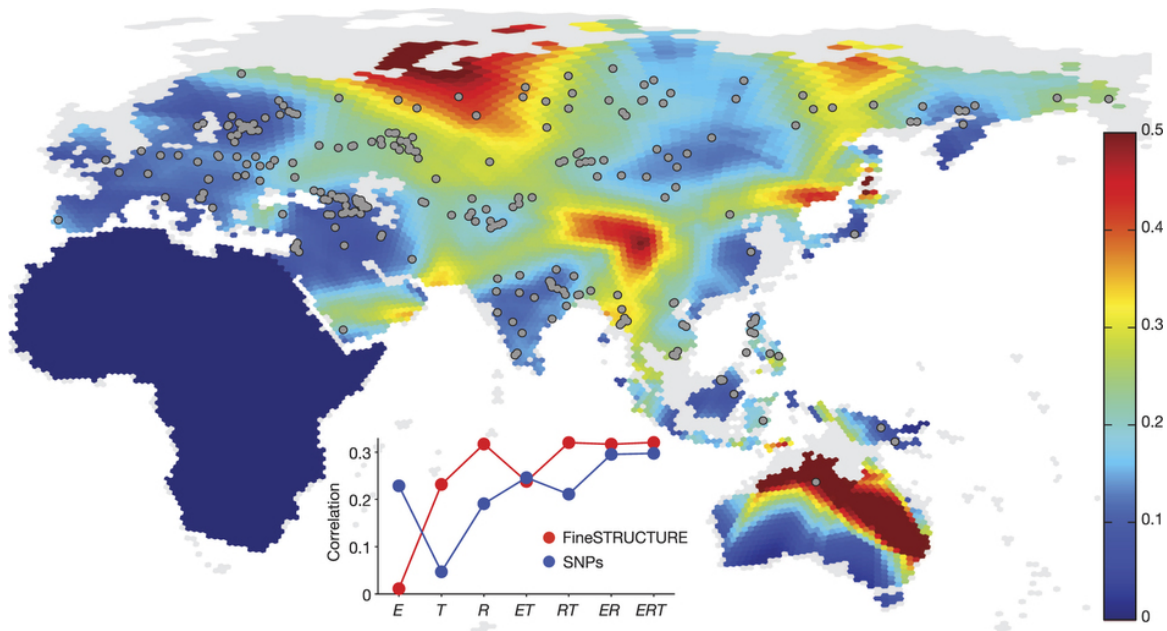 0.5
0.4
0.3
0.2
0.1
0
Correlation
0.3
0.2
0.1
0
FineSTRUCTURE
SNPs
E T R ET RT ER ERT